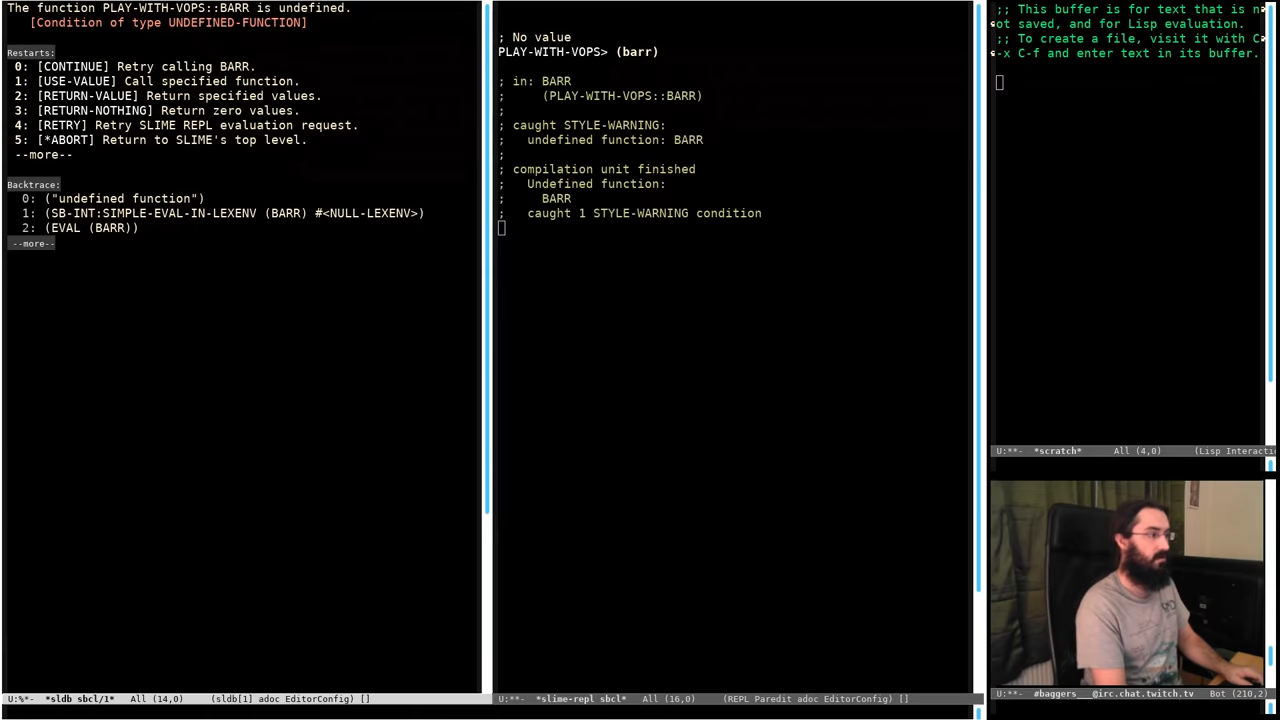 The function PLAY-WITH-VOPS::BARR is undefined.
[Condition of type UNDEFINED-FUNCTION]
Restarts:
0: [CONTINUE] Retry calling BARR.
1: [USE-VALUE] Call specified function.
2: [RETURN-VALUE] Return specified values.
3: [RETURN-NOTHING] Return zero values.
4: [RETRY] Retry SLIME REPL evaluation request.
5: [*ABORT] Return to SLIME's top level.
--more--
Backtrace:
0: ("undefined function")
1: (SB-INT:SIMPLE-EVAL-IN-LEXENV (BARR) #<NULL-LEXENV>)
2: (EVAL (BARR))
--more--
U:%*- *sldb sbcl/1* All (14,0) (sldb[1] adoc EditorConfig) []
; No value
PLAY-WITH-VOPS> (barr)
; in: BARR
; (PLAY-WITH-VOPS::BARR)
;
; caught STYLE-WARNING:
; undefined function: BARR
;
; compilation unit finished
; Undefined function:
; BARR
; caught 1 STYLE-WARNING condition
U:**- *slime-repl sbcl* All (16,0) (REPL Paredit adoc EditorConfig) []
;; This buffer is for text that is n
ot saved, and for Lisp evaluation.
;; To create a file, visit it with C
-x C-f and enter text in its buffer.
U:**- *scratch* All (4,0) (Lisp Interacti
U:**- #baggers__@irc.chat.twitch.tv Bot (210,2)